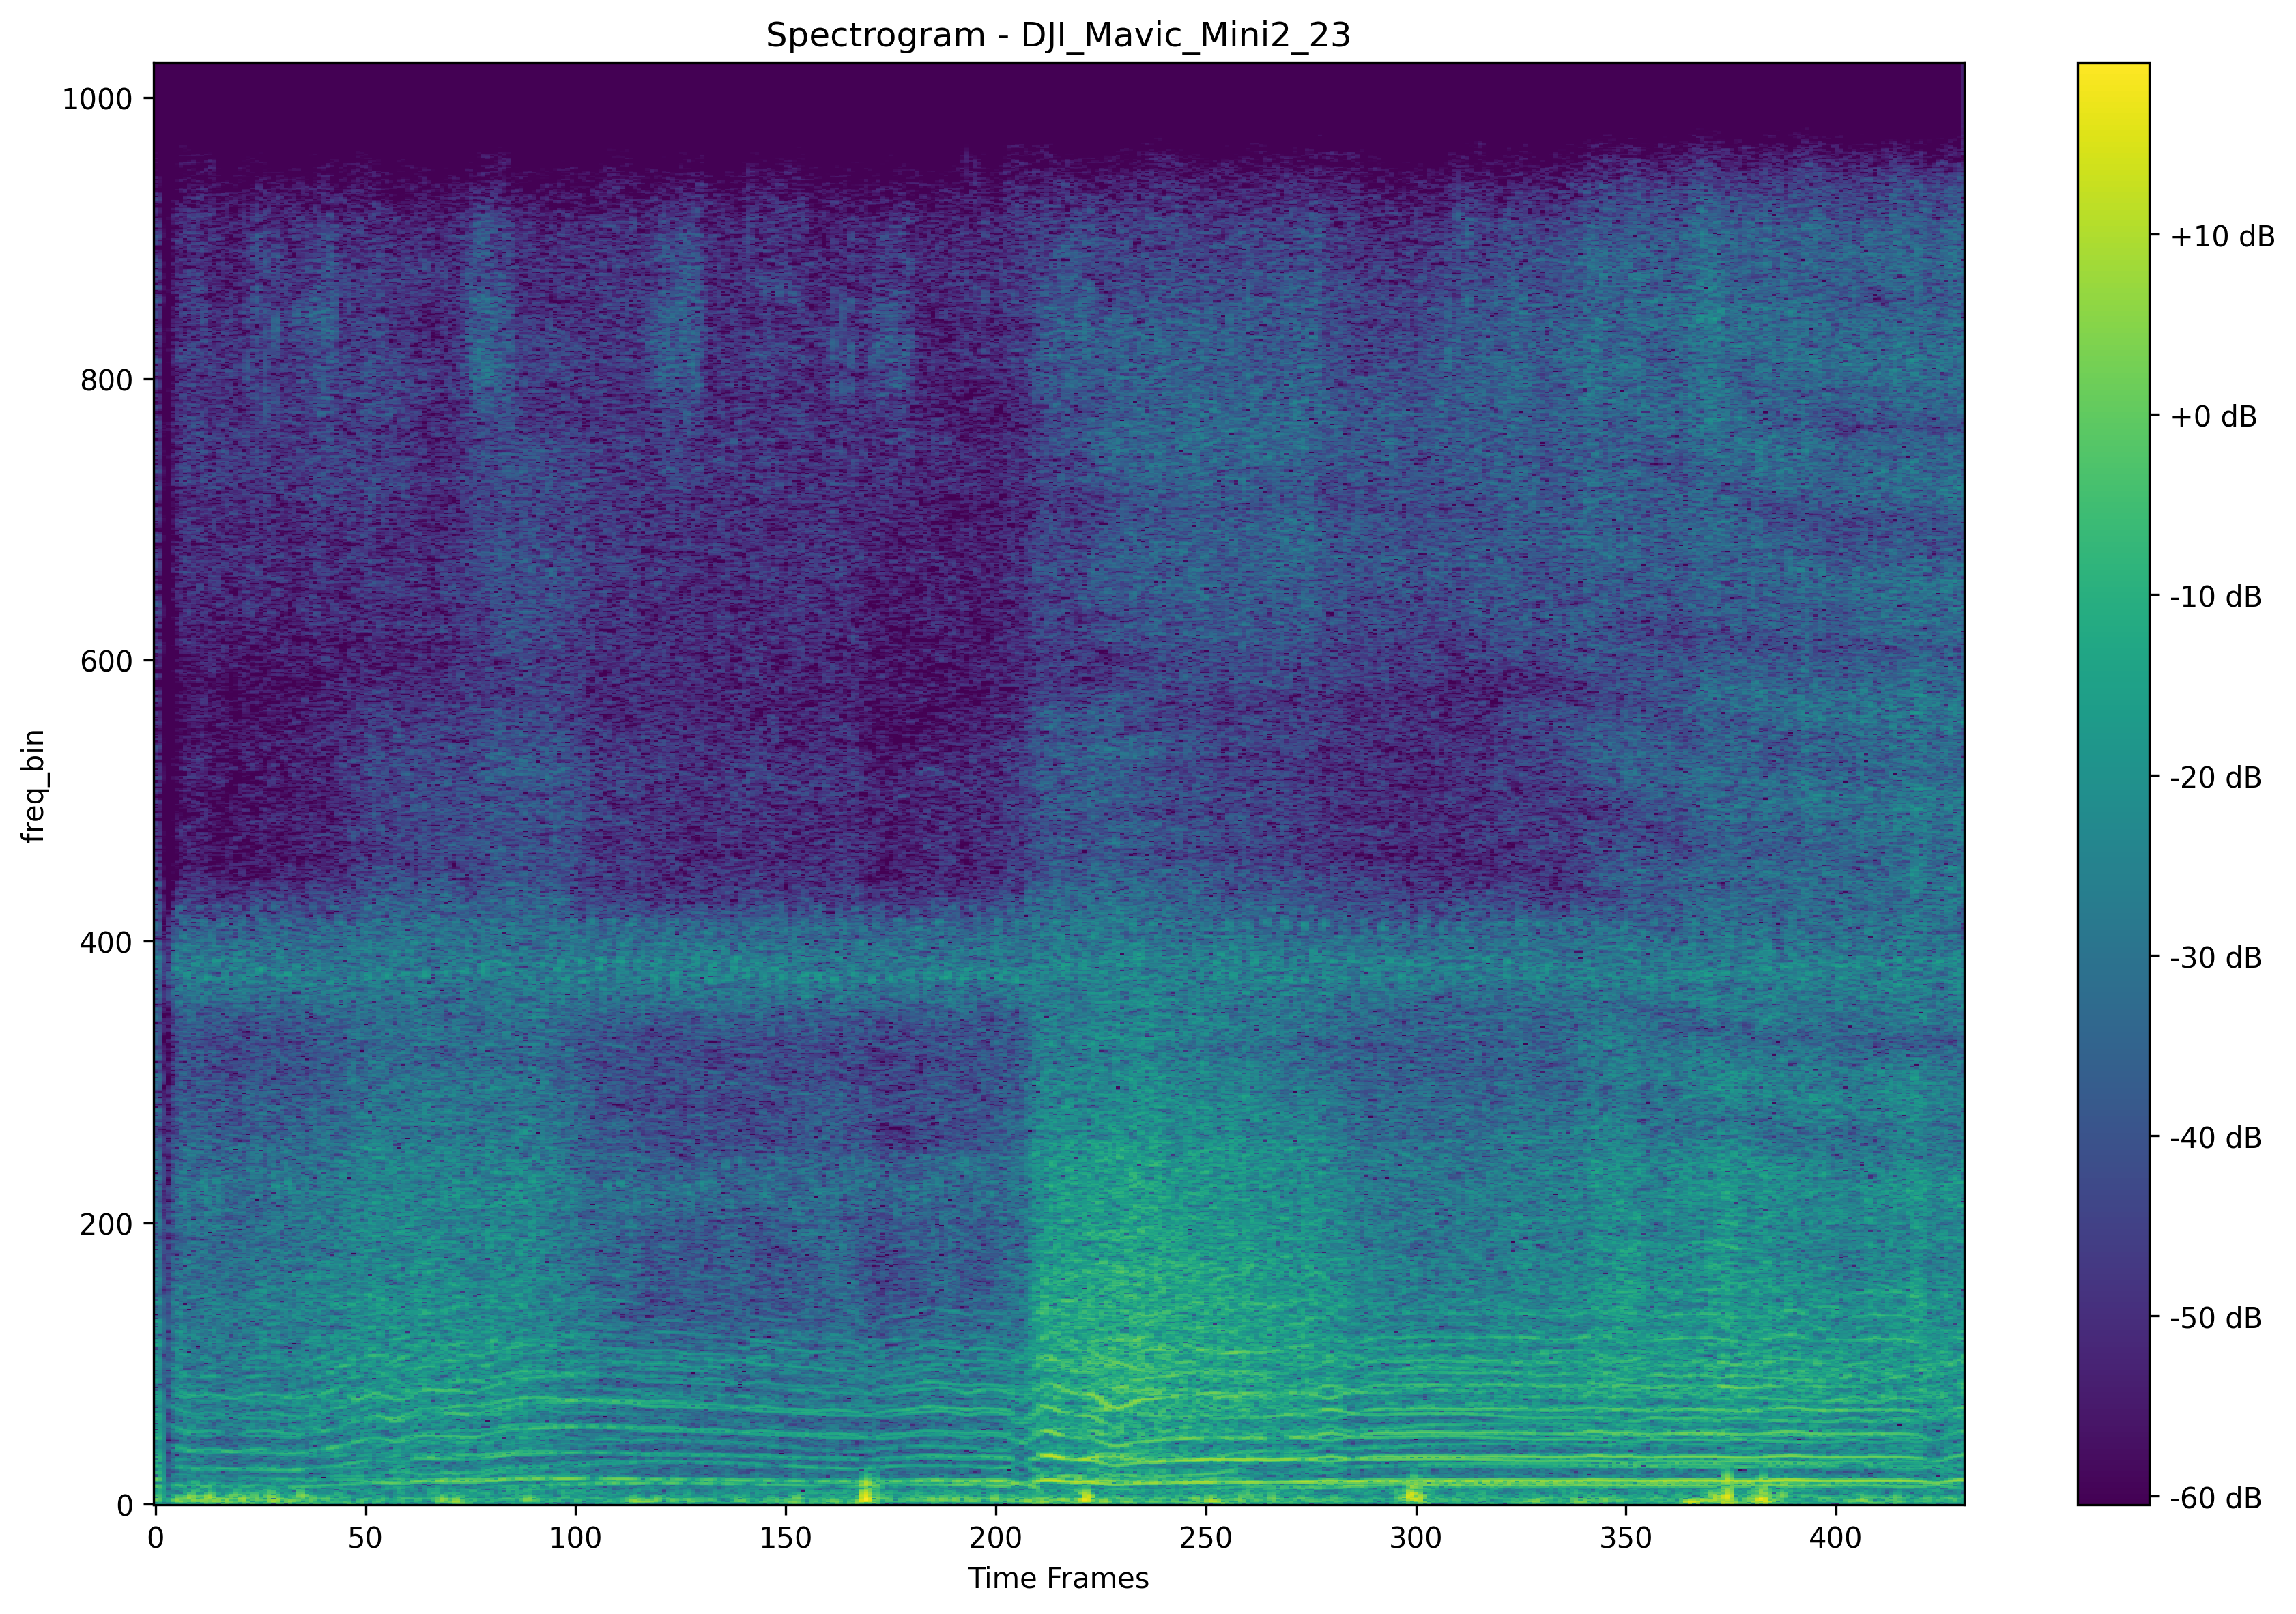 Spectrogram - DJI_Mavic_Mini2_23
1000
800
600
400
200
0
freq_bin
0 50 100 150 200 250 300 350 400
Time Frames
+10 dB
+0 dB
-10 dB
-20 dB
-30 dB
-40 dB
-50 dB
-60 dB